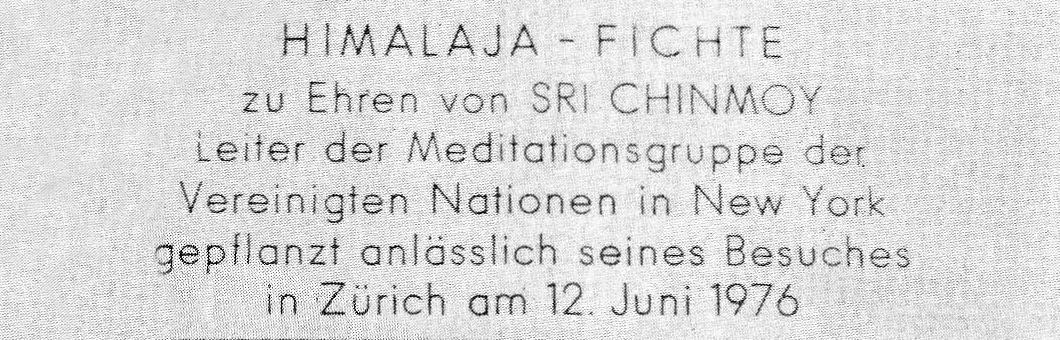 HIMALAJA - FICHTE
zu Ehren von SRI CHINMOY
Leiter der Meditationsgruppe der
Vereinigten Nationen in New York
gepflanzt anlässlich seines Besuches
in Zürich am 12. Juni 1976